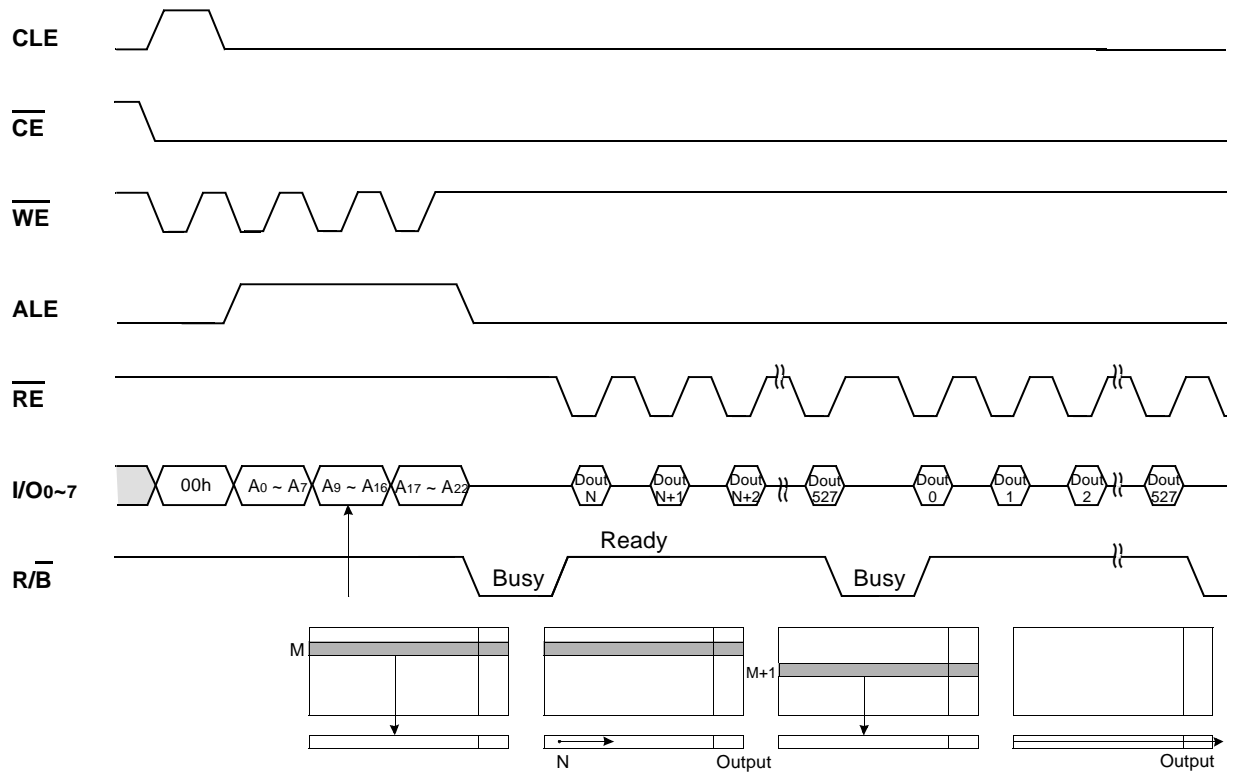 CLE
CE
WE
ALE
RE
I/O0~7 00h A0 ~ A7 A9 ~ A16 A17 ~ A22 Dout N Dout N+1 Dout N+2 Dout 527 Dout 0 Dout 1 Dout 2 Dout 527
Ready
R/B Busy Busy
M
M+1
N Output Output